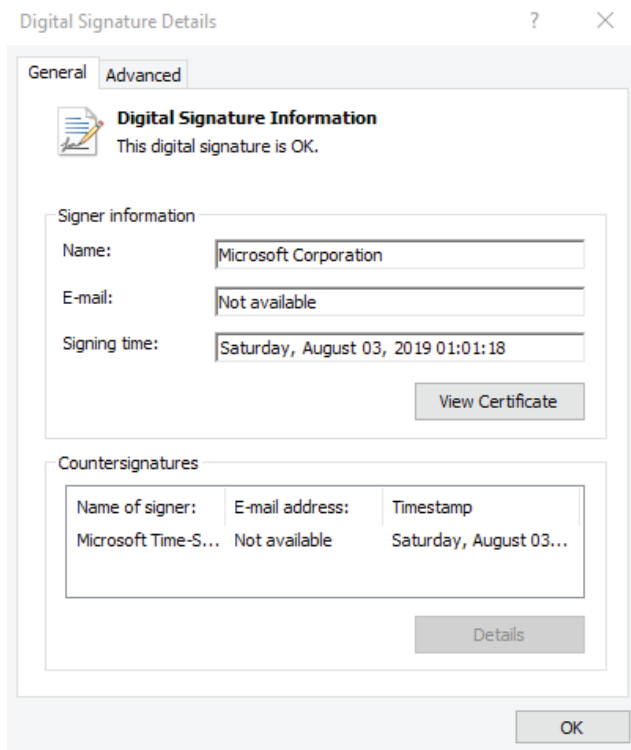 Digital Signature Details ?
General Advanced
Digital Signature Information
This digital signature is OK.
Signer information
Name: Microsoft Corporation
E-mail: Not available
Signing time: Saturday, August 03, 2019 01:01:18
View Certificate
Countersignatures
Name of signer: E-mail address: Timestamp
Microsoft Time-S... Not available Saturday, August 03...
Details
OK